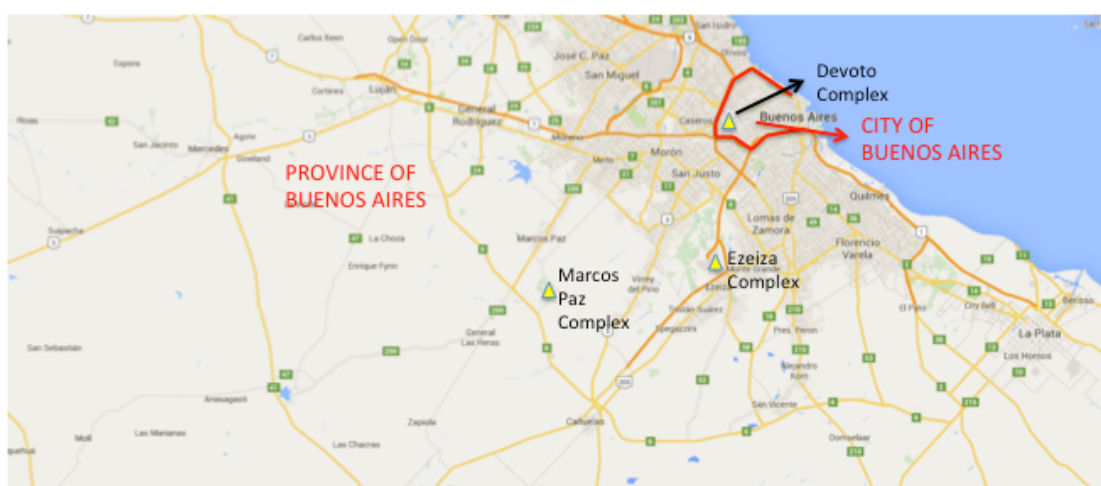 San Isidro
Carlos Keen
Open Door
Olivos
Espora
José C. Paz
Devoto
Complex
San Miguel
Cortines
Luján
General
Rodríguez
Caseros
Buenos Aires
Rivas
CITY OF
BUENOS AIRES
Agote
San Jacinto
Mercedes
Gowland
Moreno
Merlo
Morón
San Justo
PROVINCE OF
BUENOS AIRES
Quilmes
Lomas de
Zamora
Suipacha
La Choza
Marcos Paz
Florencio
Varela
Enrique Fynn
Marcos
Paz
Complex
Virrey
del Pino
Ezeiza
Complex
Monte Grande
Ezeiza
Tristán Suárez
Spegazzini
El Pato
City Bell
Berisso
La Plata
Los Hornos
General
Las Heras
Pres. Peron
San Sebastián
Alejandro
Korn
Anasagasti
San Vicente
Cañuelas
Zapiola
Moll
Las Marianas
Las Chacras
Domselaar